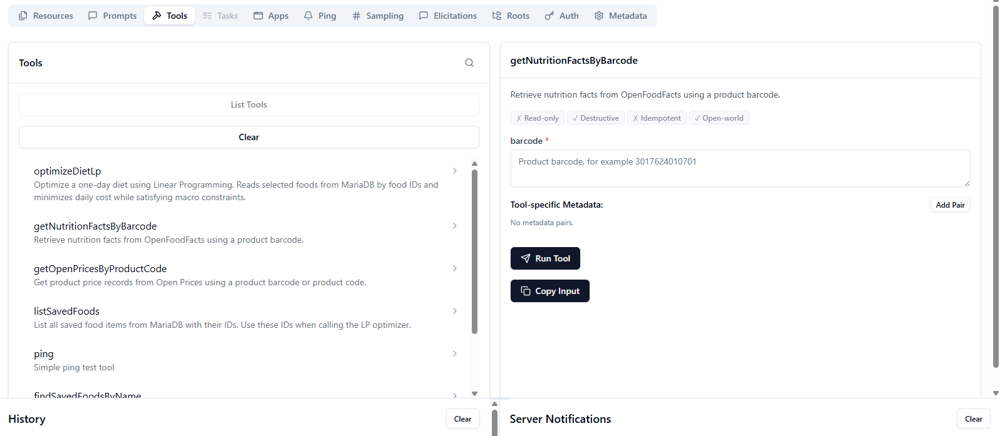 Resources Prompts Tools Tasks Apps Ping Sampling Elicitations Roots Auth Metadata
Tools
List Tools
Clear
optimizeDietLp
Optimize a one-day diet using Linear Programming. Reads selected foods from MariaDB by food IDs and
minimizes daily cost while satisfying macro constraints.
getNutritionFactsByBarcode
Retrieve nutrition facts from OpenFoodFacts using a product barcode.
getOpenPricesByProductCode
Get product price records from Open Prices using a product barcode or product code.
listSavedFoods
List all saved food items from MariaDB with their IDs. Use these IDs when calling the LP optimizer.
ping
Simple ping test tool
findSavedFoodsByName
getNutritionFactsByBarcode
Retrieve nutrition facts from OpenFoodFacts using a product barcode.
✗ Read-only ✓ Destructive ✗ Idempotent ✓ Open-world
barcode *
Product barcode, for example 3017624010701
Tool-specific Metadata:
Add Pair
No metadata pairs.
Run Tool
Copy Input
History
Clear
Server Notifications
Clear